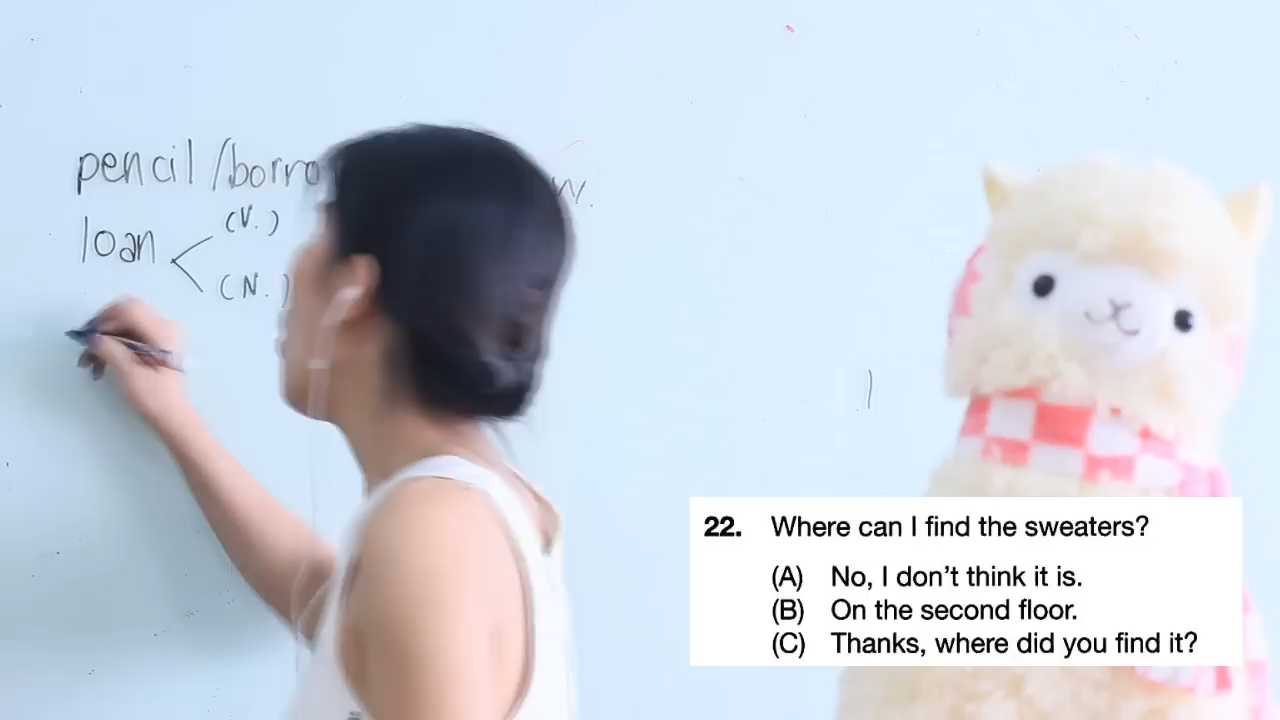 pencil /borro
loan
(V.)
(N.)
22. Where can I find the sweaters?
(A) No, I don't think it is.
(B) On the second floor.
(C) Thanks, where did you find it?